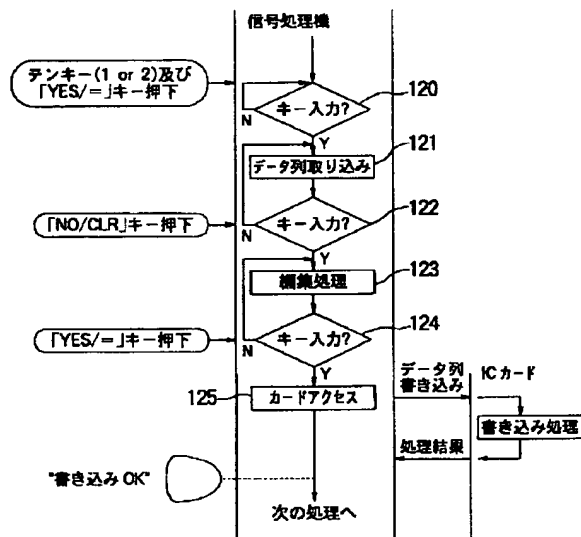 信号処理機
テンキー(1 or 2)及び
「YES/=」キー押下
キー入力?
120
N
Y
121
データ列取り込み
「NO/CLR」キー押下
キー入力?
122
N
Y
編集処理
123
「YES/=」キー押下
キー入力?
124
N
Y
125
カードアクセス
データ列
書き込み
ICカード
書き込み処理
処理結果
"書き込みOK"
次の処理へ